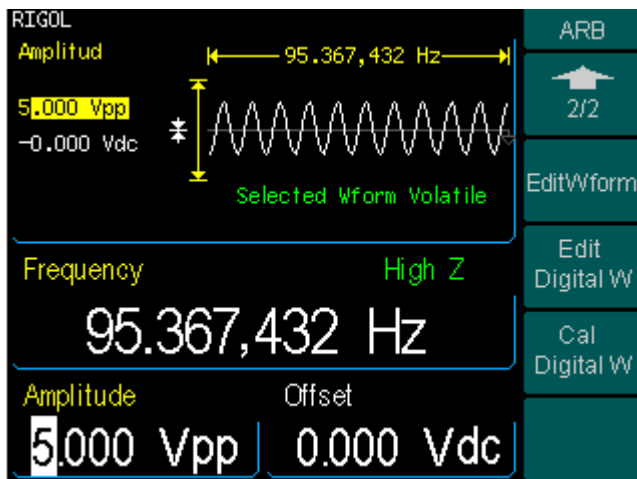 RIGOL
Amplitud
95.367,432 Hz
5.000 Vpp
-0.000 Vdc
Selected Wform Volatile
Frequency
High Z
95.367,432 Hz
Amplitude
Offset
5.000 Vpp
0.000 Vdc
ARB
2/2
EditWform
Edit
Digital W
Cal
Digital W